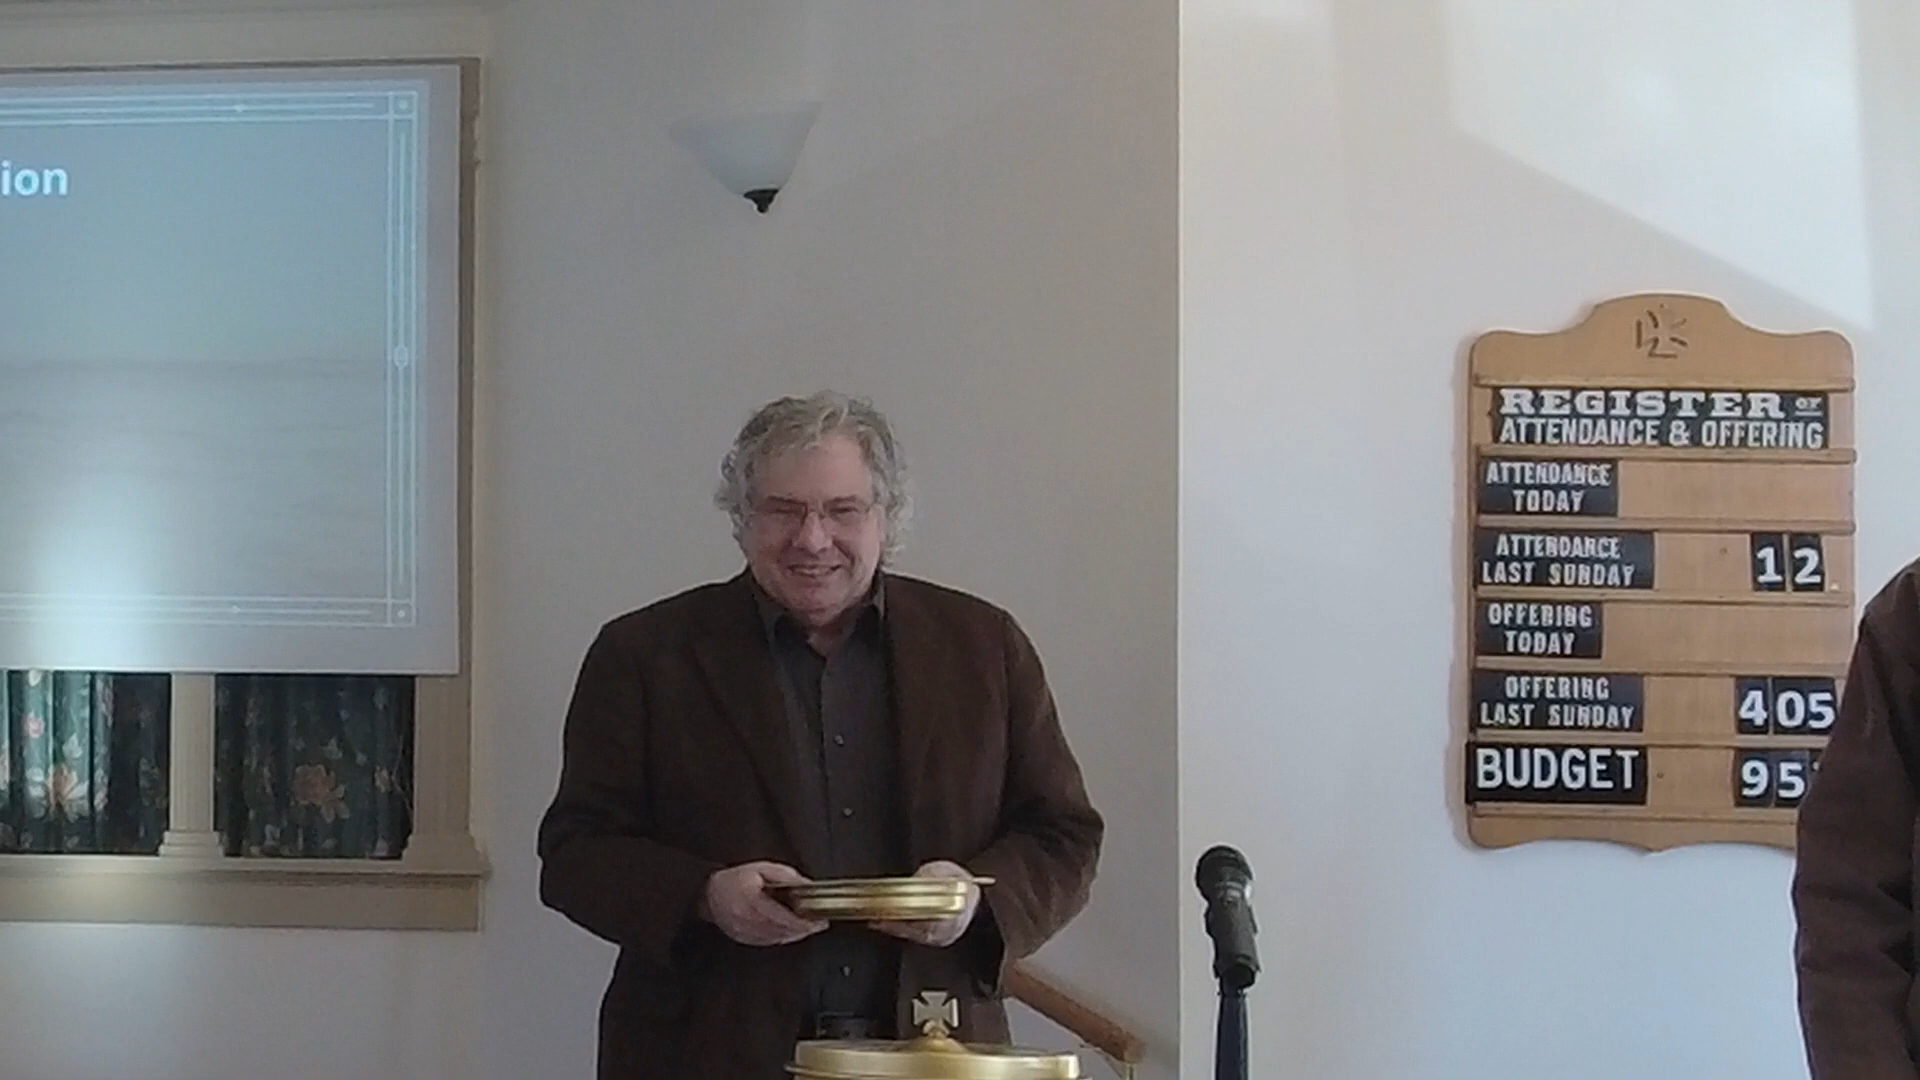 ion
REGISTER OF
ATTENDANCE & OFFERING
ATTENDANCE
TODAY
ATTENDANCE
LAST SUNDAY 12
OFFERING
TODAY
OFFERING
LAST SUNDAY 405
BUDGET 95